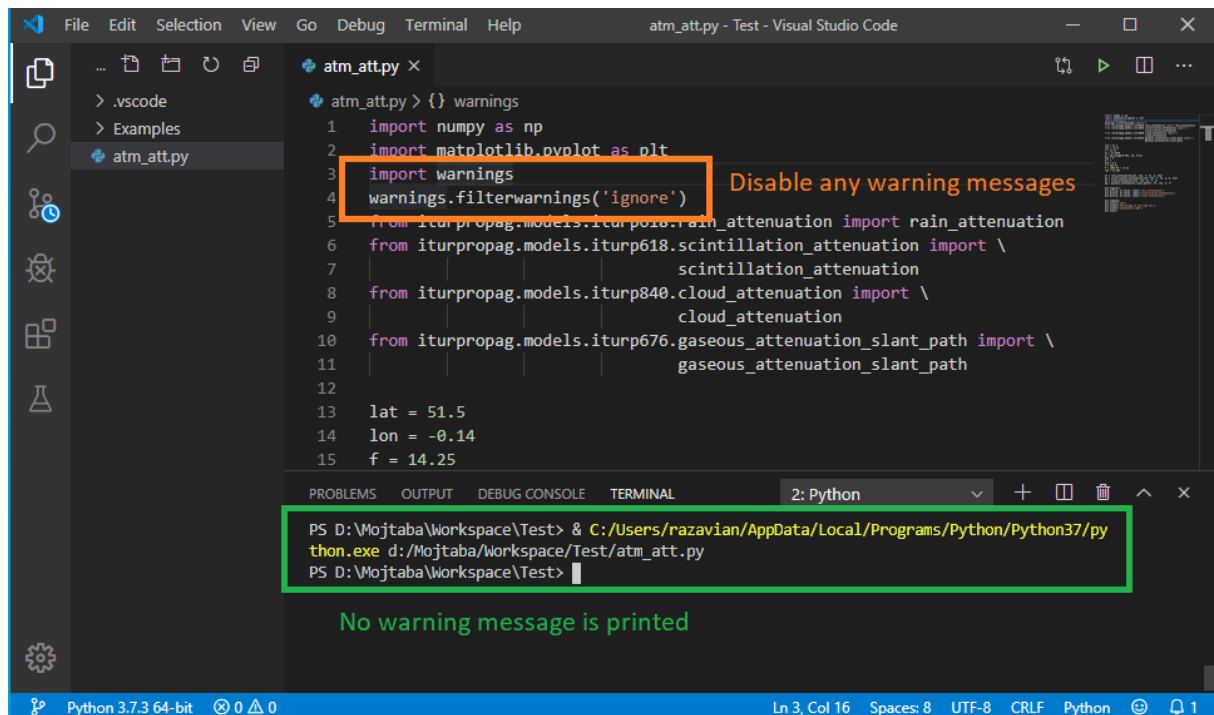 File Edit Selection View Go Debug Terminal Help atm_att.py - Test - Visual Studio Code
... atm_att.py
> .vscode
> Examples
atm_att.py
atm_att.py > {} warnings
1 import numpy as np
2 import matplotlib.pyplot as plt
3 import warnings
4 warnings.filterwarnings('ignore')
Disable any warning messages
5 from iturpropag.models.iturp618.rain_attenuation import rain_attenuation
6 from iturpropag.models.iturp618.scintillation_attenuation import \
7 scintillation_attenuation
8 from iturpropag.models.iturp840.cloud_attenuation import \
9 cloud_attenuation
10 from iturpropag.models.iturp676.gaseous_attenuation_slant_path import \
11 gaseous_attenuation_slant_path
12
13 lat = 51.5
14 lon = -0.14
15 f = 14.25
PROBLEMS OUTPUT DEBUG CONSOLE TERMINAL 2: Python
PS D:\Mojtaba\Workspace\Test> & C:/Users/razavian/AppData/Local/Programs/Python/Python37/py
thon.exe d:/Mojtaba/Workspace/Test/atm_att.py
PS D:\Mojtaba\Workspace\Test>
No warning message is printed
Python 3.7.3 64-bit 0 0 Ln 3, Col 16 Spaces: 8 UTF-8 CRLF Python 1